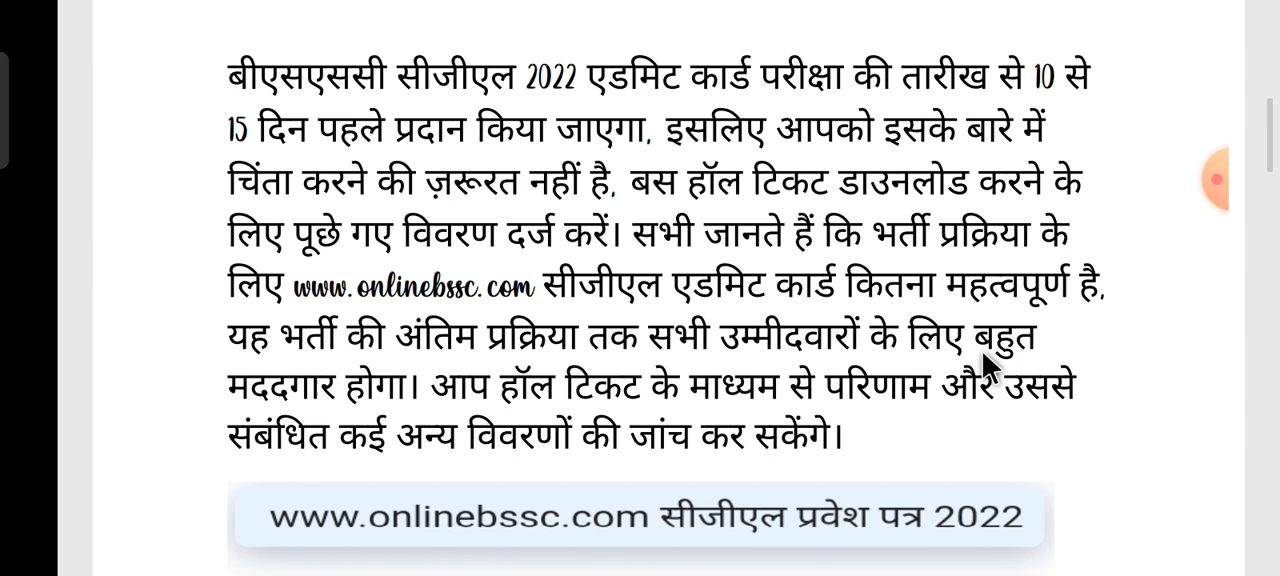 बीएसएससी सीजीएल 2022 एडमिट कार्ड परीक्षा की तारीख से 10 से
15 दिन पहले प्रदान किया जाएगा, इसलिए आपको इसके बारे में
चिंता करने की ज़रूरत नहीं है, बस हॉल टिकट डाउनलोड करने के
लिए पूछे गए विवरण दर्ज करें। सभी जानते हैं कि भर्ती प्रक्रिया के
लिए www.onlinebssc.com सीजीएल एडमिट कार्ड कितना महत्वपूर्ण है,
यह भर्ती की अंतिम प्रक्रिया तक सभी उम्मीदवारों के लिए बहुत
मददगार होगा। आप हॉल टिकट के माध्यम से परिणाम और उससे
संबंधित कई अन्य विवरणों की जांच कर सकेंगे।
www.onlinebssc.com सीजीएल प्रवेश पत्र 2022